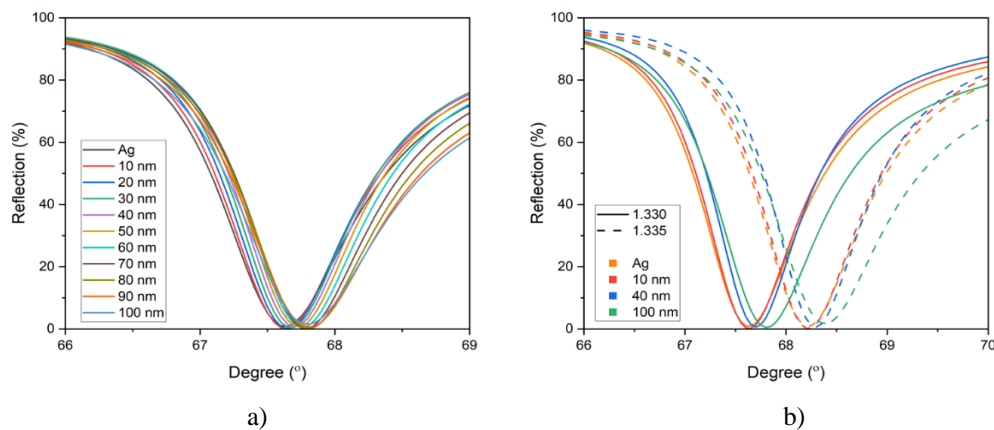 100
80
60
40
20
0
Reflection (%)
Ag
10 nm
20 nm
30 nm
40 nm
50 nm
60 nm
70 nm
80 nm
90 nm
100 nm
66 67 68 69
Degree (º)
a)
100
80
60
40
20
0
Reflection (%)
1.330
1.335
Ag
10 nm
40 nm
100 nm
66 67 68 69 70
Degree (º)
b)